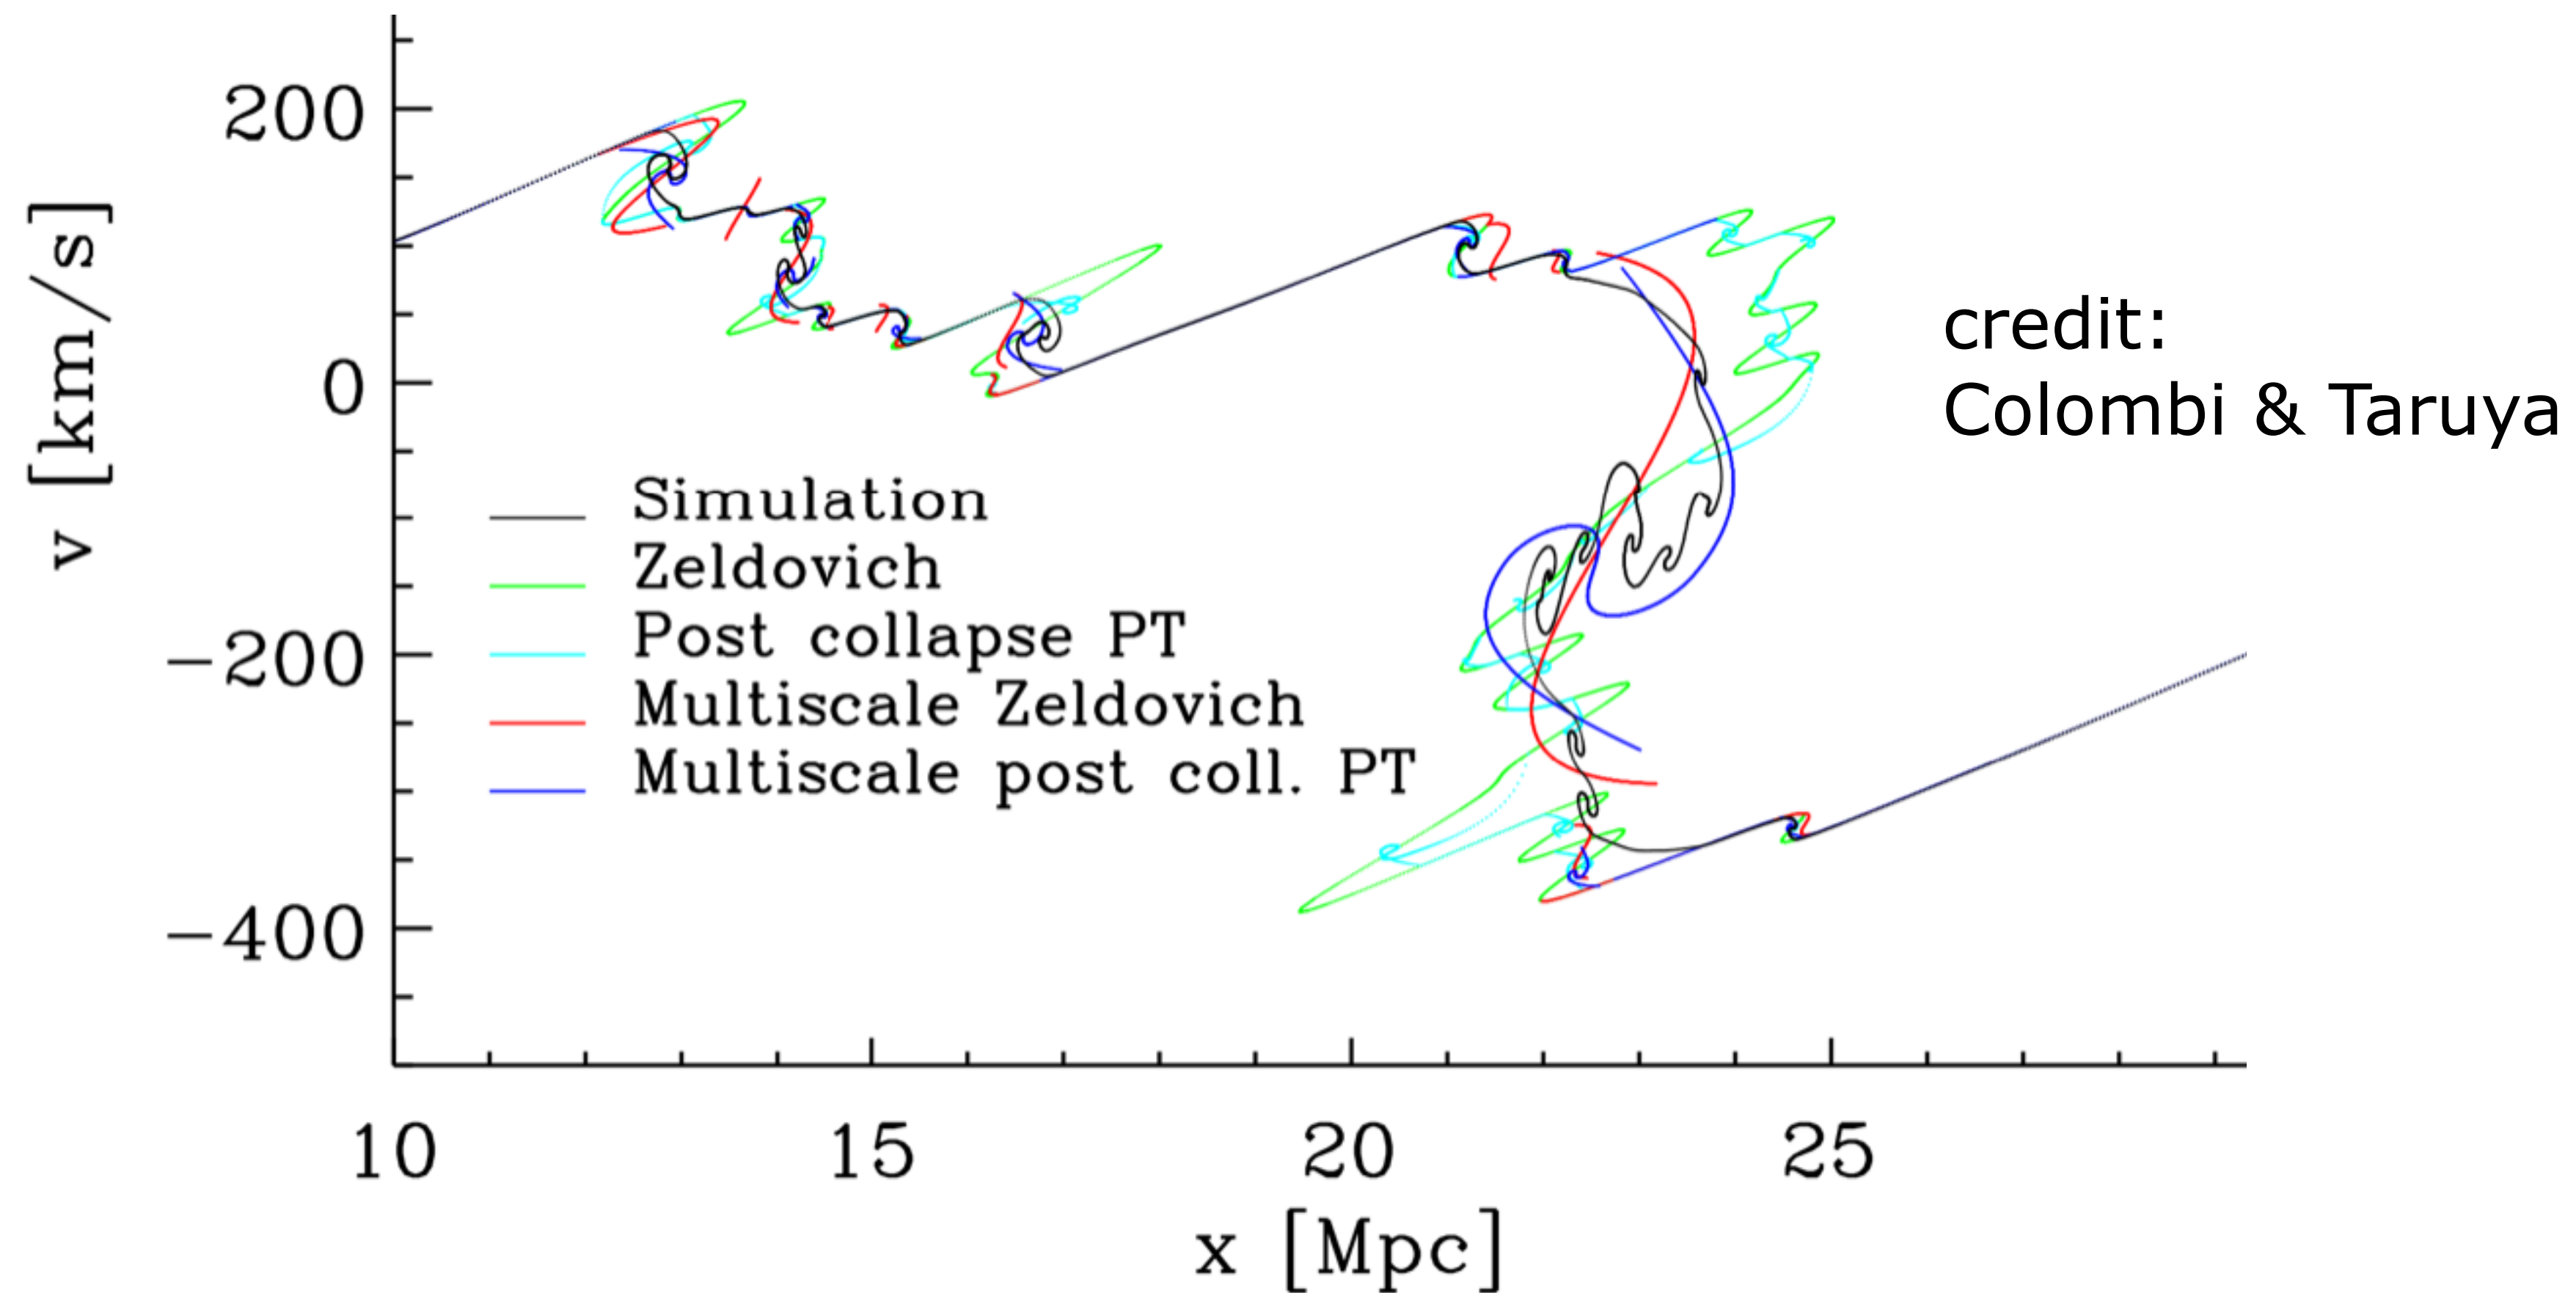 200
0
−200
−400
v [km/s]
Simulation
Zeldovich
Post collapse PT
Multiscale Zeldovich
Multiscale post coll. PT
credit:
Colombi & Taruya
10 15 20 25
x [Mpc]